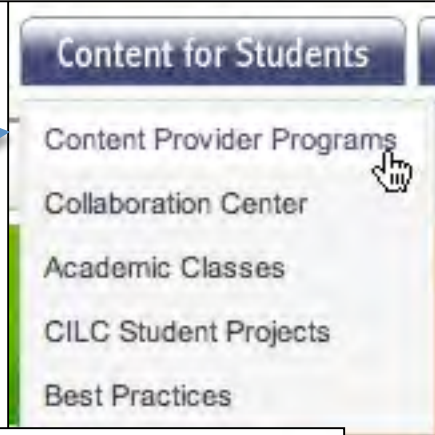 Content for Students
Content Provider Programs
Collaboration Center
Academic Classes
CILC Student Projects
Best Practices